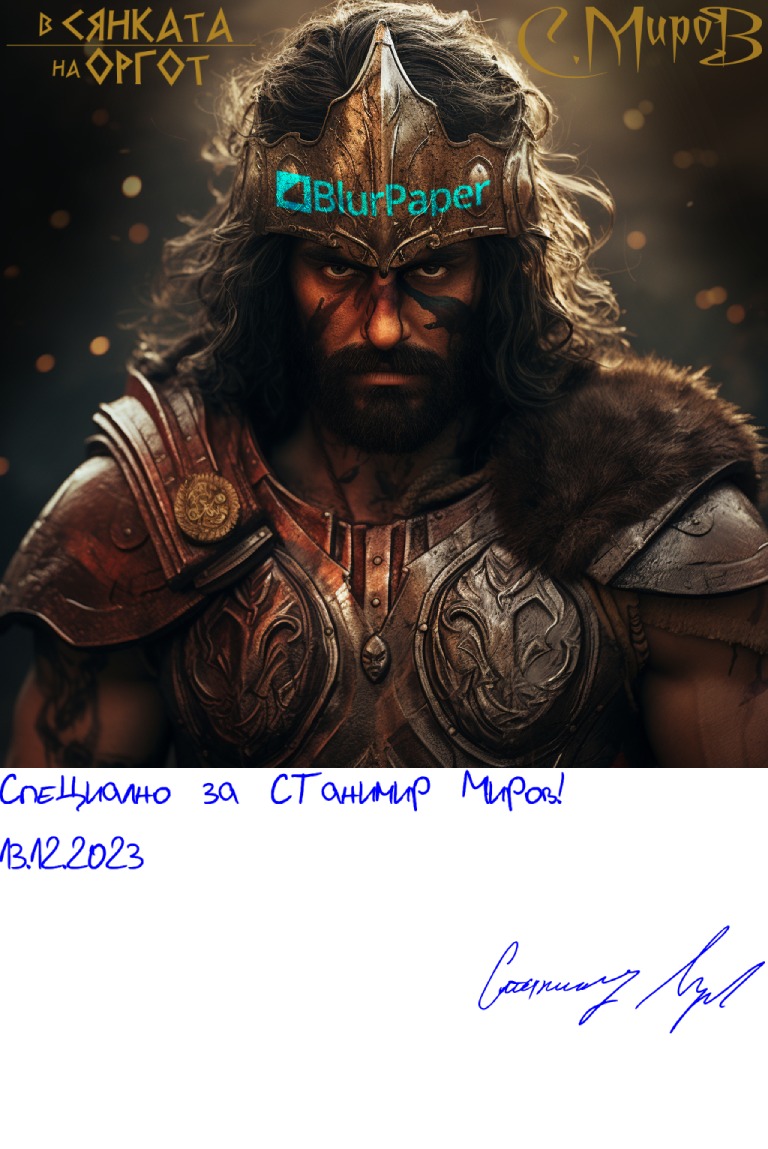 В СЯНКАТА
НА ОРГОТ
С. МироВ
BlurPaper
Специално за Станимир Миров!
13.12.2023